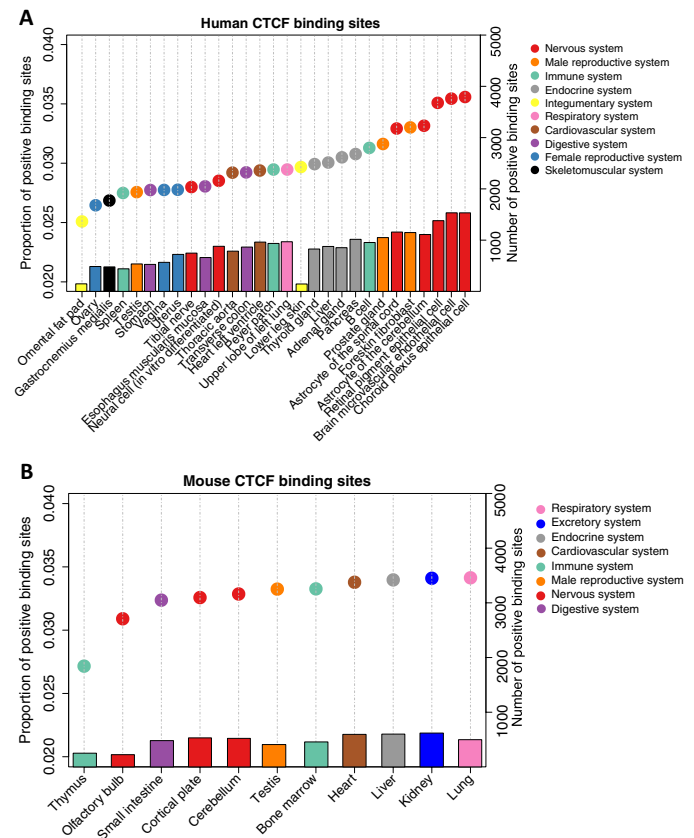 A
Human CTCF binding sites
Proportion of positive binding sites
0.040
0.035
0.030
0.025
0.020
5000
4000
3000
2000
1000
Number of positive binding sites
Nervous system
Male reproductive system
Immune system
Endocrine system
Integumentary system
Respiratory system
Cardiovascular system
Digestive system
Female reproductive system
Skeletomuscular system
Omental fat pad
Ovary
Gastrocnemius medialis
Spleen
Testis
Stomach
Vagina
Uterus
Tibial nerve
Esophagus muscularis mucosa
Neural cell (in vitro differentiated)
Thoracic aorta
Transverse colon
Heart left ventricle
Peyer patch
Upper lobe of left lung
Lower leg skin
Thyroid gland
Liver
Adrenal gland
Pancreas
B cell
Prostate gland
Astrocyte of the spinal cord
Foreskin fibroblast
Astrocyte of the cerebellum
Retinal pigment epithelial cell
Brain microvascular endothelial cell
Choroid plexus epithelial cell
B
Mouse CTCF binding sites
Proportion of positive binding sites
0.040
0.035
0.030
0.025
0.020
5000
4000
3000
2000
1000
Number of positive binding sites
Respiratory system
Excretory system
Endocrine system
Cardiovascular system
Immune system
Male reproductive system
Nervous system
Digestive system
Thymus
Olfactory bulb
Small intestine
Cortical plate
Cerebellum
Testis
Bone marrow
Heart
Liver
Kidney
Lung